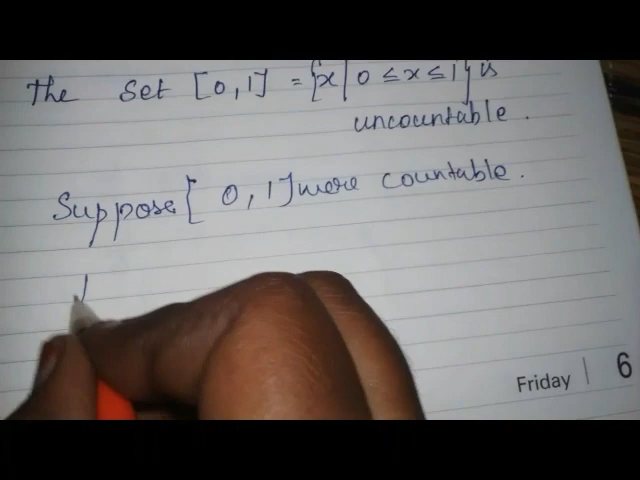 The set [0,1] = {x | 0 ≤ x ≤ 1} is
uncountable.
Suppose [ 0, 1] were countable.
Friday | 6